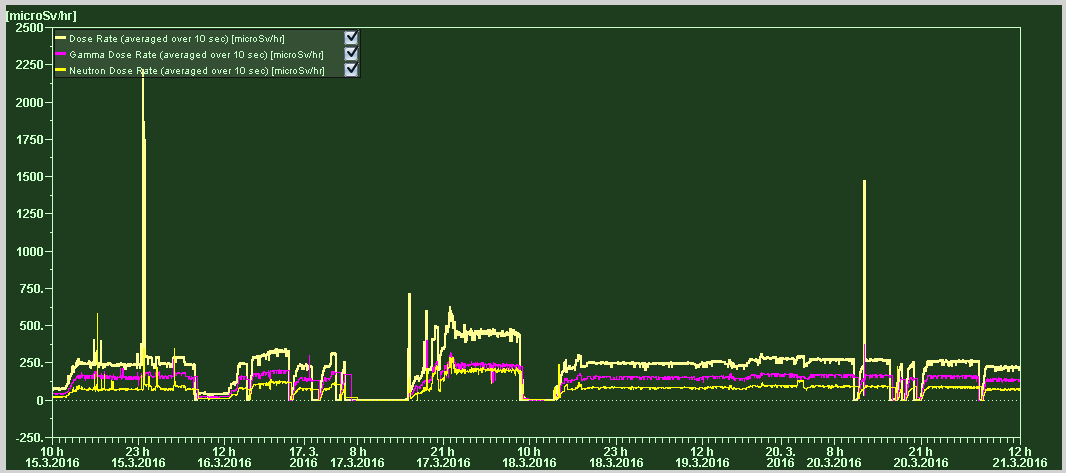 [microSv/hr]
2500
Dose Rate (averaged over 10 sec) [microSv/hr]
Gamma Dose Rate (averaged over 10 sec) [microSv/hr]
Neutron Dose Rate (averaged over 10 sec) [microSv/hr]
2250
2000
1750
1500
1250
1000
750.
500.
250.
0
-250.
10 h 23 h 12 h 17. 3. 8 h 21 h 10 h 23 h 12 h 20. 3. 8 h 21 h 12 h
15.3.2016 15.3.2016 16.3.2016 2016 17.3.2016 17.3.2016 18.3.2016 18.3.2016 19.3.2016 2016 20.3.2016 20.3.2016 21.3.2016